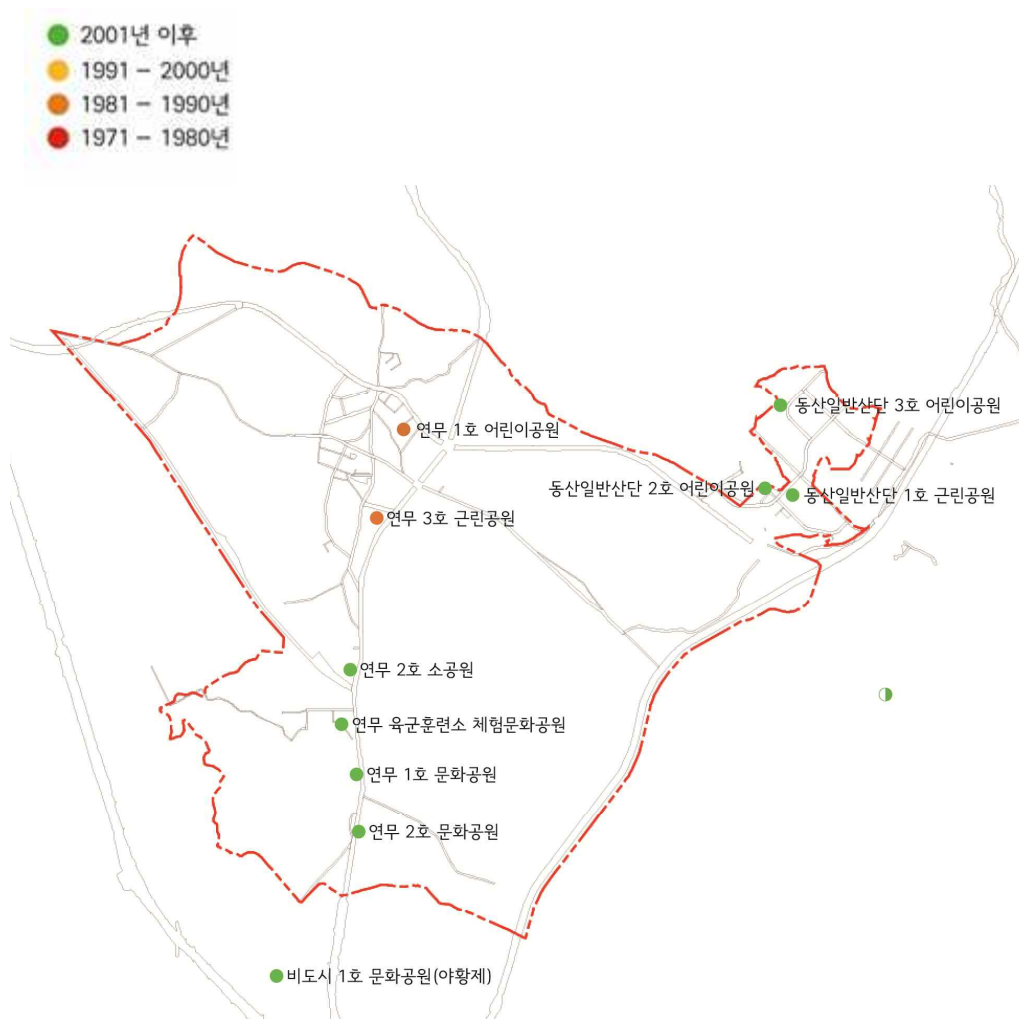 2001년 이후
1991 - 2000년
1981 - 1990년
1971 - 1980년
동산일반산단 3호 어린이공원
연무 1호 어린이공원
동산일반산단 2호 어린이공원
동산일반산단 1호 근린공원
연무 3호 근린공원
연무 2호 소공원
연무 육군훈련소 체험문화공원
연무 1호 문화공원
연무 2호 문화공원
비도시 1호 문화공원(야황제)